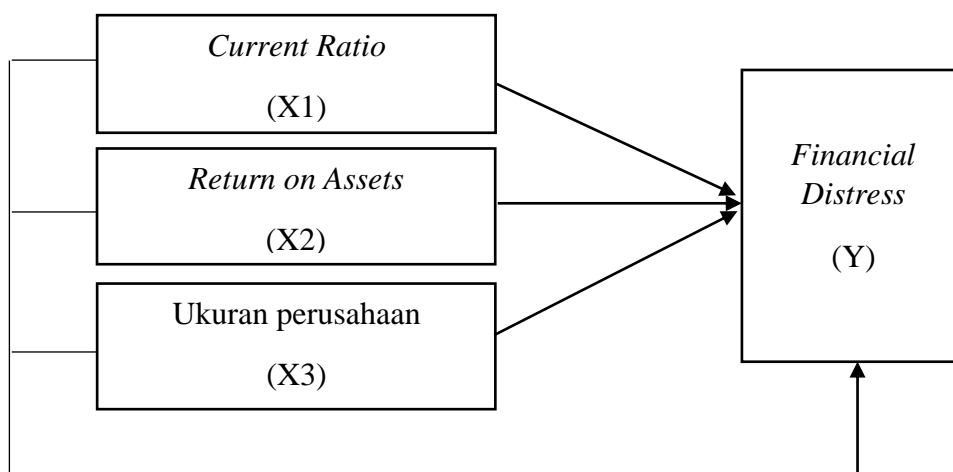 Current Ratio
(X1)
Return on Assets
(X2)
Ukuran perusahaan
(X3)
Financial
Distress
(Y)